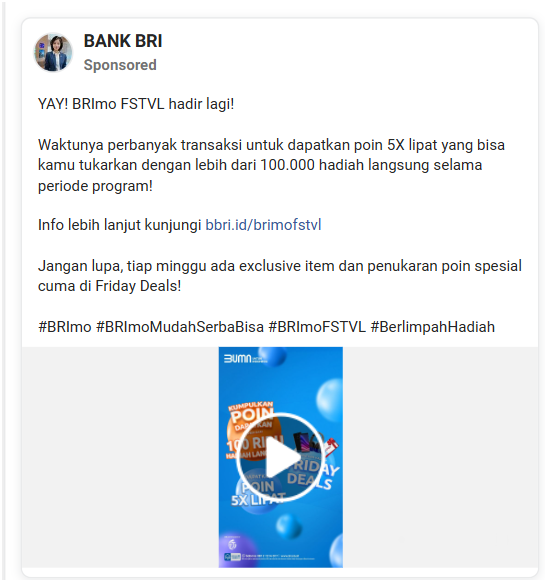 BANK BRI
Sponsored
YAY! BRImo FSTVL hadir lagi!
Waktunya perbanyak transaksi untuk dapatkan poin 5X lipat yang bisa
kamu tukarkan dengan lebih dari 100.000 hadiah langsung selama
periode program!
Info lebih lanjut kunjungi bbri.id/brimofstvl
Jangan lupa, tiap minggu ada exclusive item dan penukaran poin spesial
cuma di Friday Deals!
#BRImo #BRImoMudahSerbaBisa #BRImoFSTVL #BerlimpahHadiah
BUMN
KUMPULKAN
POIN
DAPATKAN
100 RIBU
HADIAH
FRIDAY
DEALS
POIN
5X LIPAT